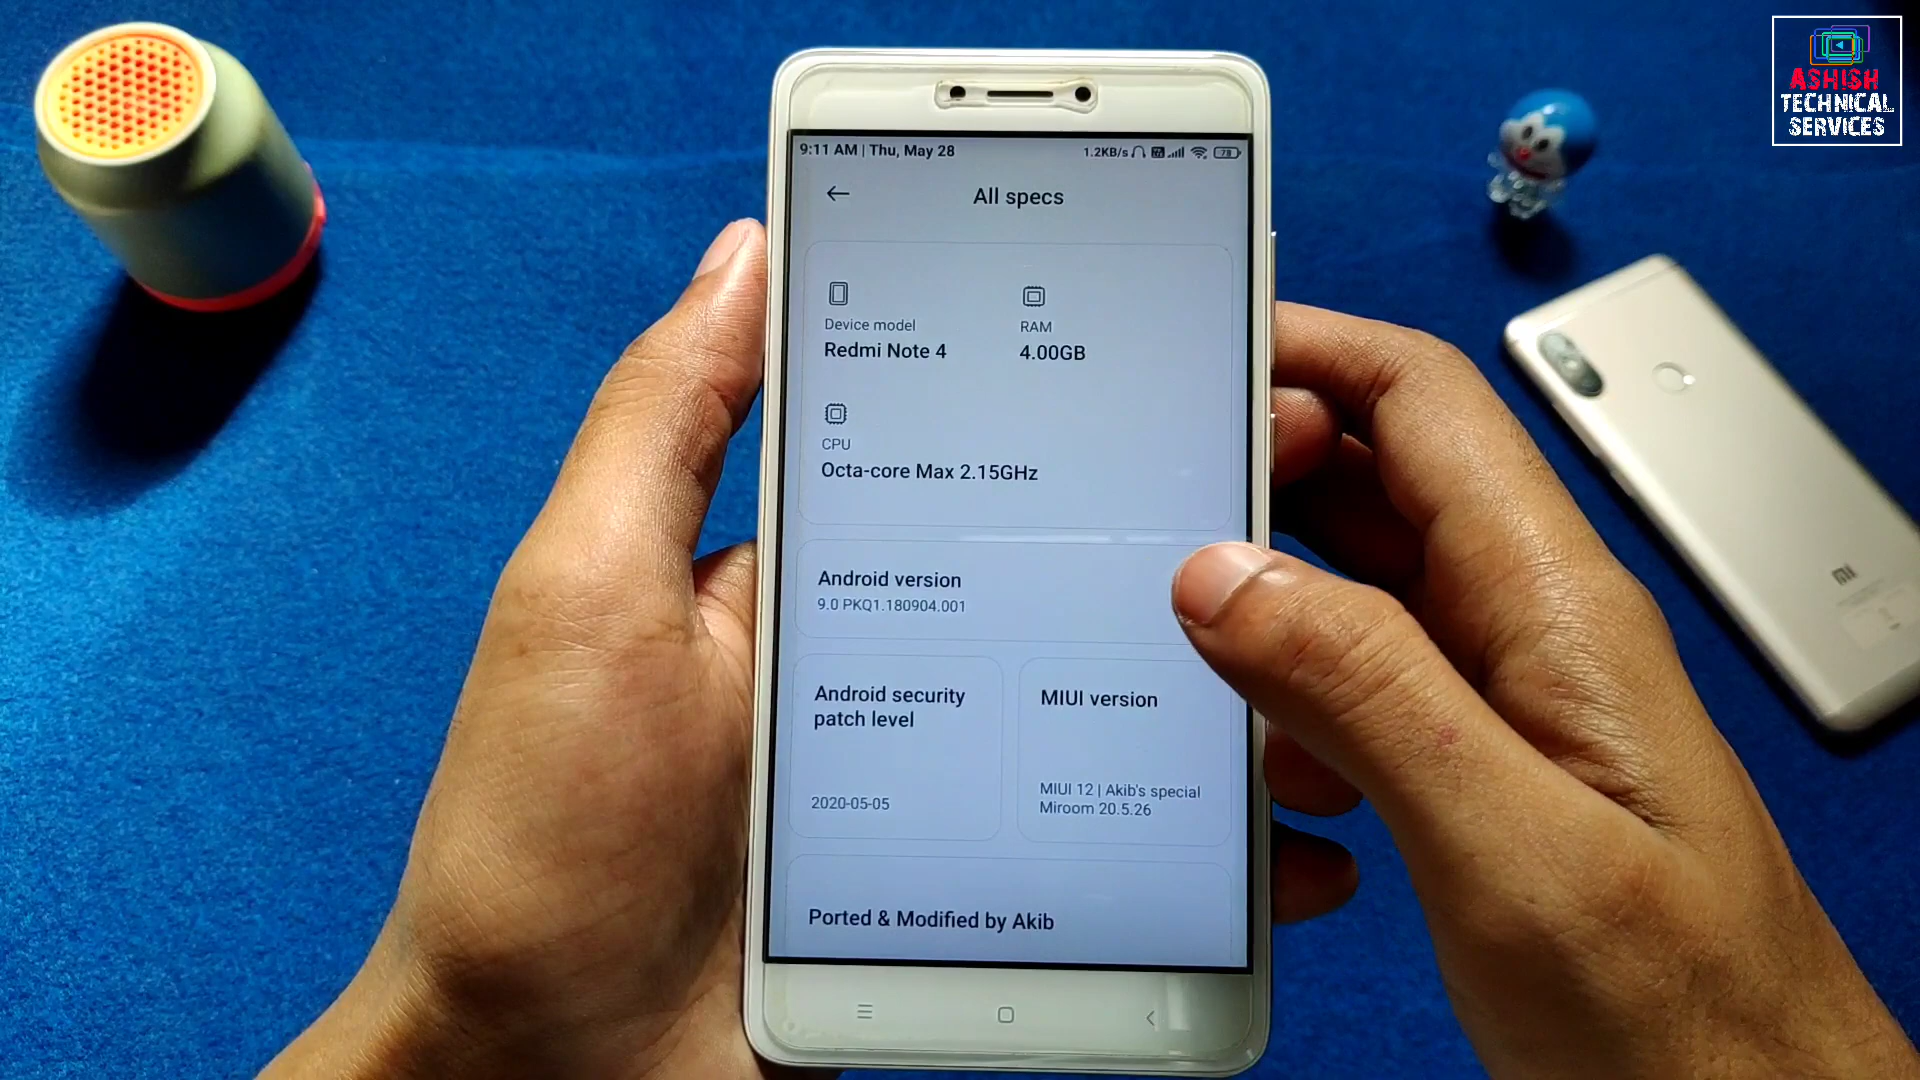 ASHISH
TECHNICAL
SERVICES
9:11 AM | Thu, May 28
1.2KB/s
78
All specs
Device model
Redmi Note 4
RAM
4.00GB
CPU
Octa-core Max 2.15GHz
Android version
9.0 PKQ1.180904.001
Android security
patch level
2020-05-05
MIUI version
MIUI 12 | Akib's special
Miroom 20.5.26
Ported & Modified by Akib
MI